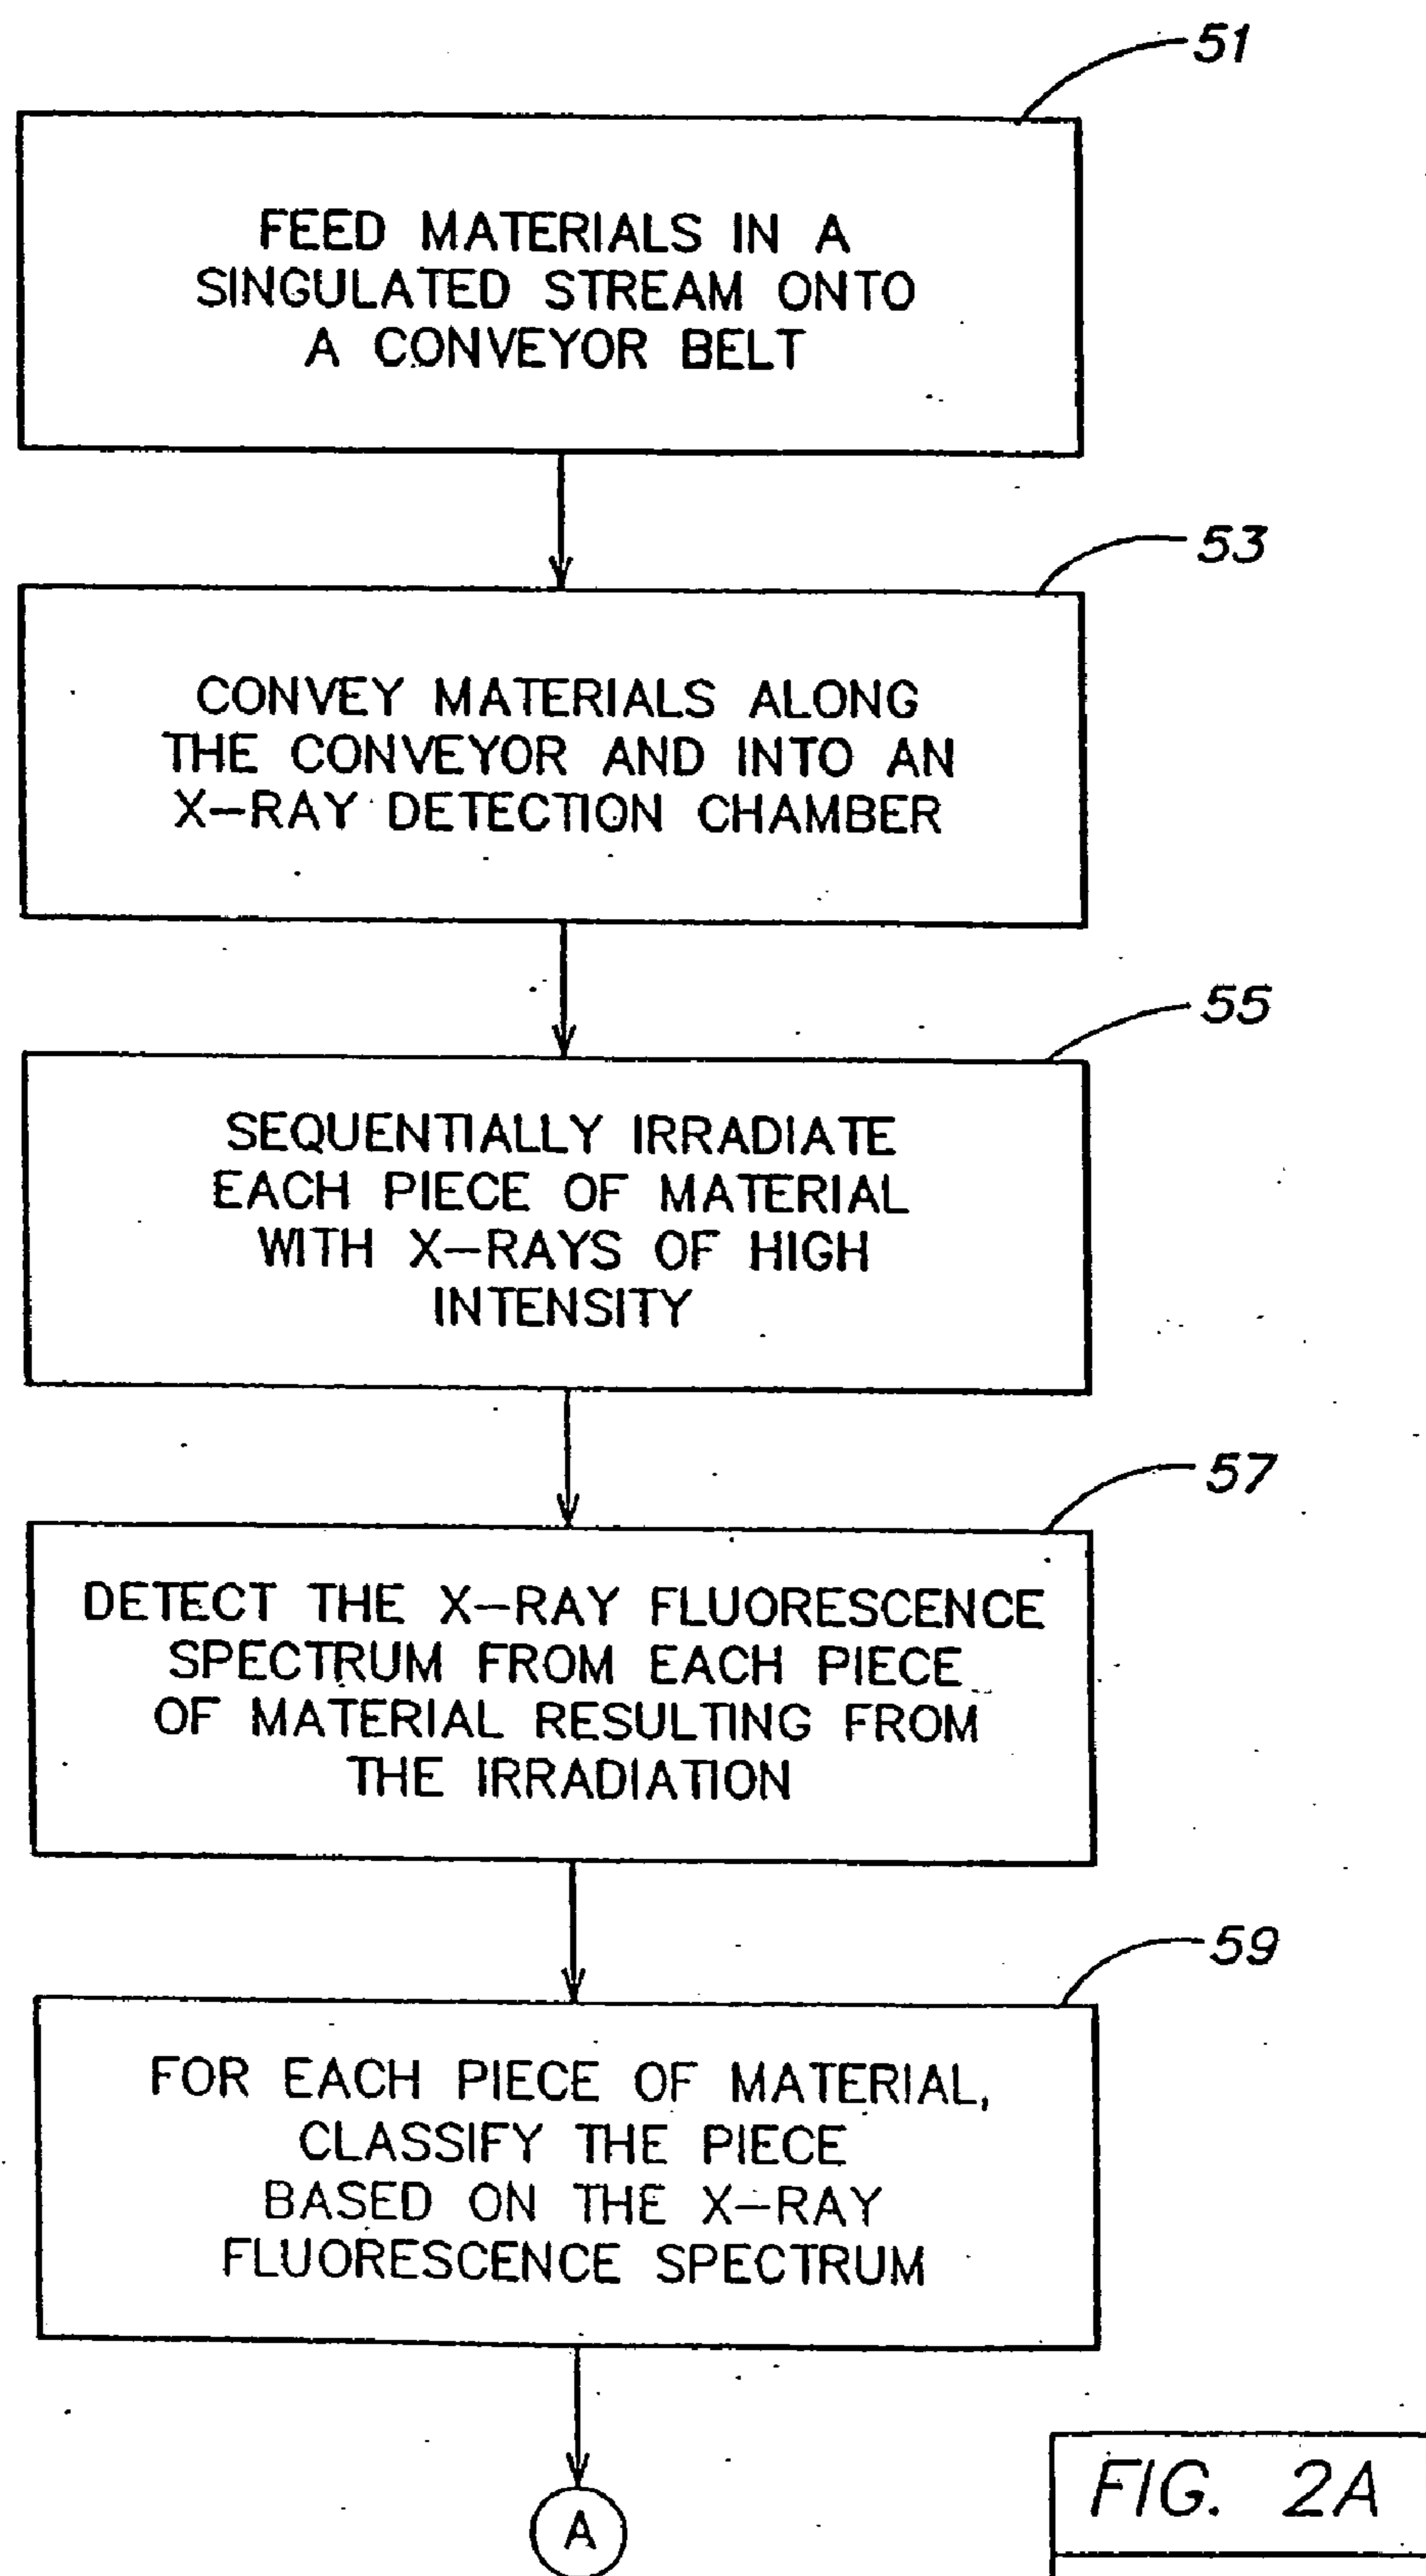 51
FEED MATERIALS IN A
SINGULATED STREAM ONTO
A CONVEYOR BELT
53
CONVEY MATERIALS ALONG
THE CONVEYOR AND INTO AN
X-RAY DETECTION CHAMBER
55
SEQUENTIALLY IRRADIATE
EACH PIECE OF MATERIAL
WITH X-RAYS OF HIGH
INTENSITY
57
DETECT THE X-RAY FLUORESCENCE
SPECTRUM FROM EACH PIECE
OF MATERIAL RESULTING FROM
THE IRRADIATION
59
FOR EACH PIECE OF MATERIAL,
CLASSIFY THE PIECE
BASED ON THE X-RAY
FLUORESCENCE SPECTRUM
A
FIG. 2A